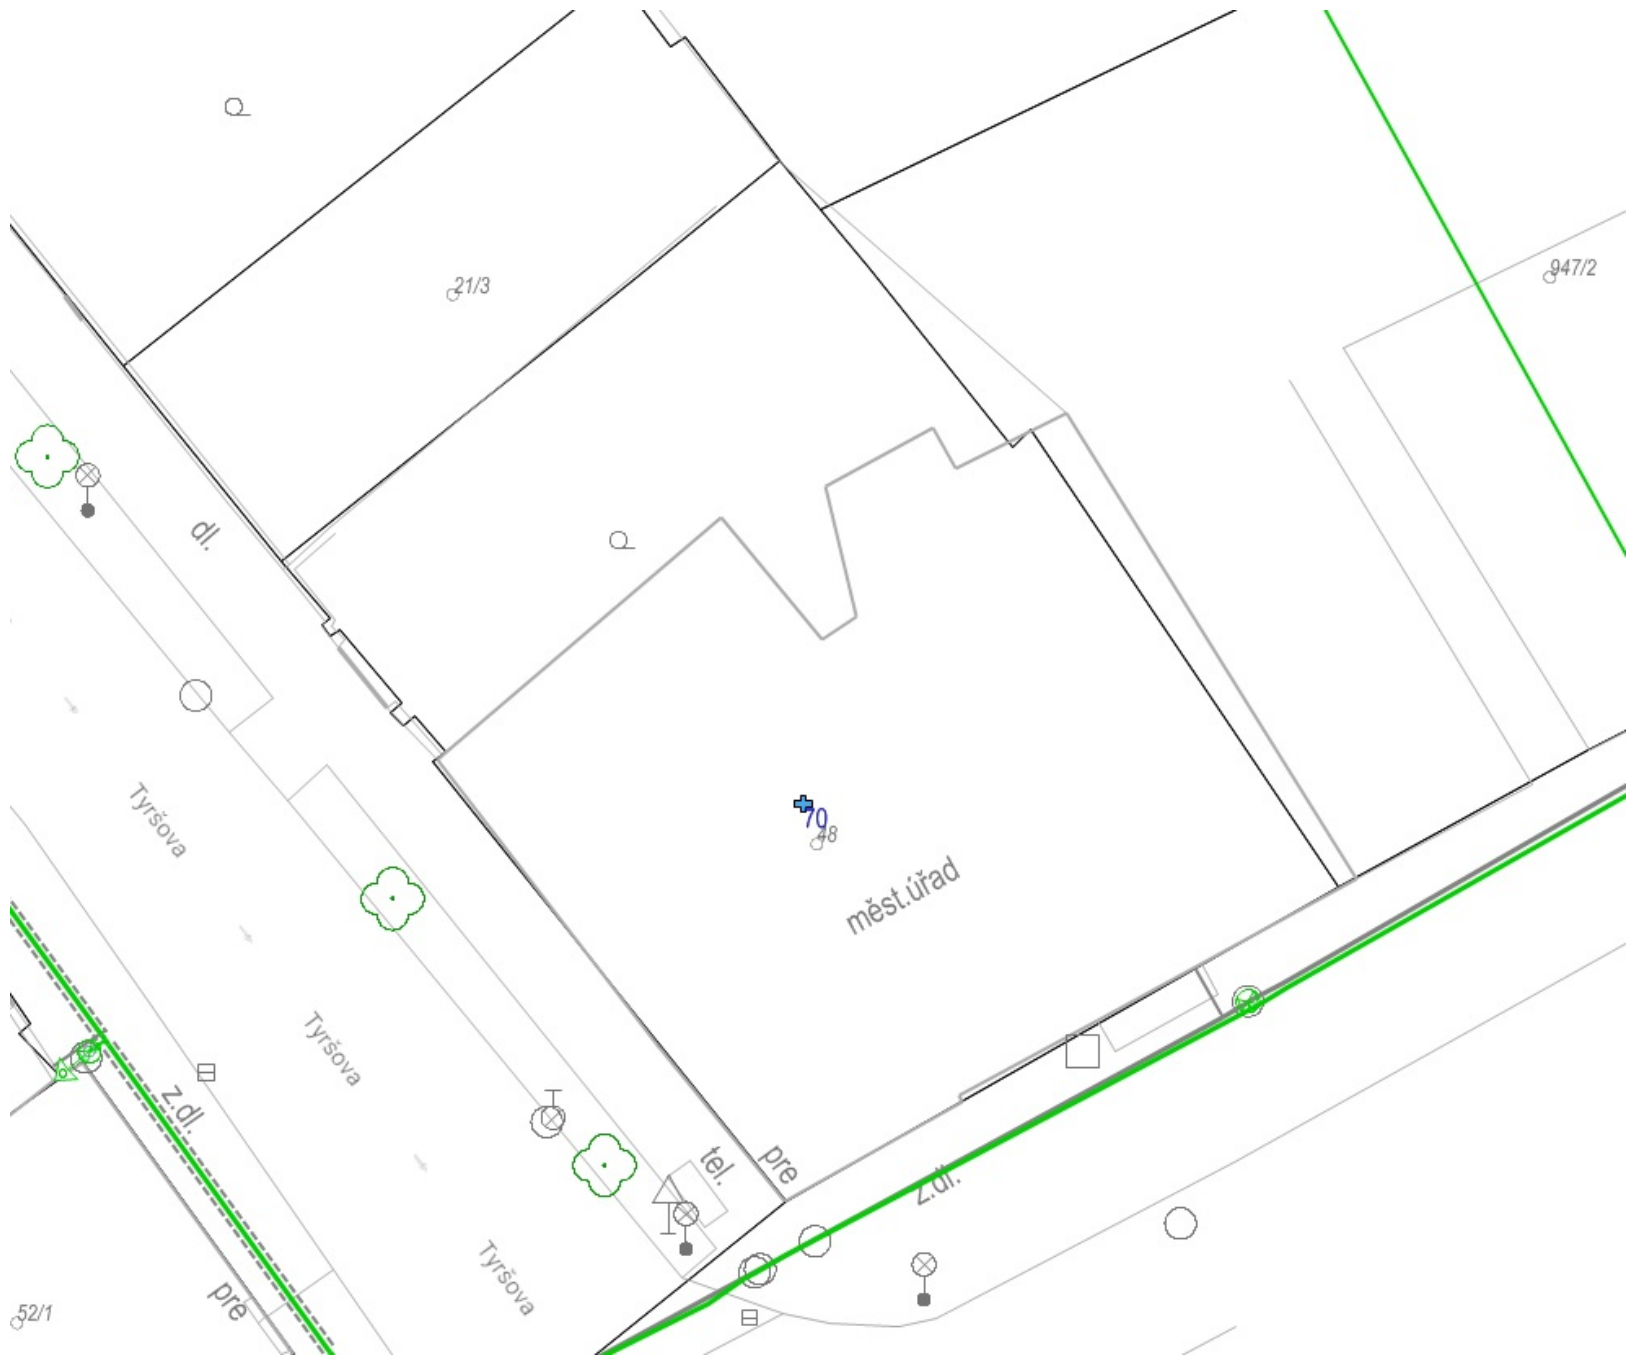 947/2
21/3
dl.
Tyršova
70
48
měst.úřad
Tyršova
z.dl.
tel.
pre
z.dl.
Tyršova
pre
52/1